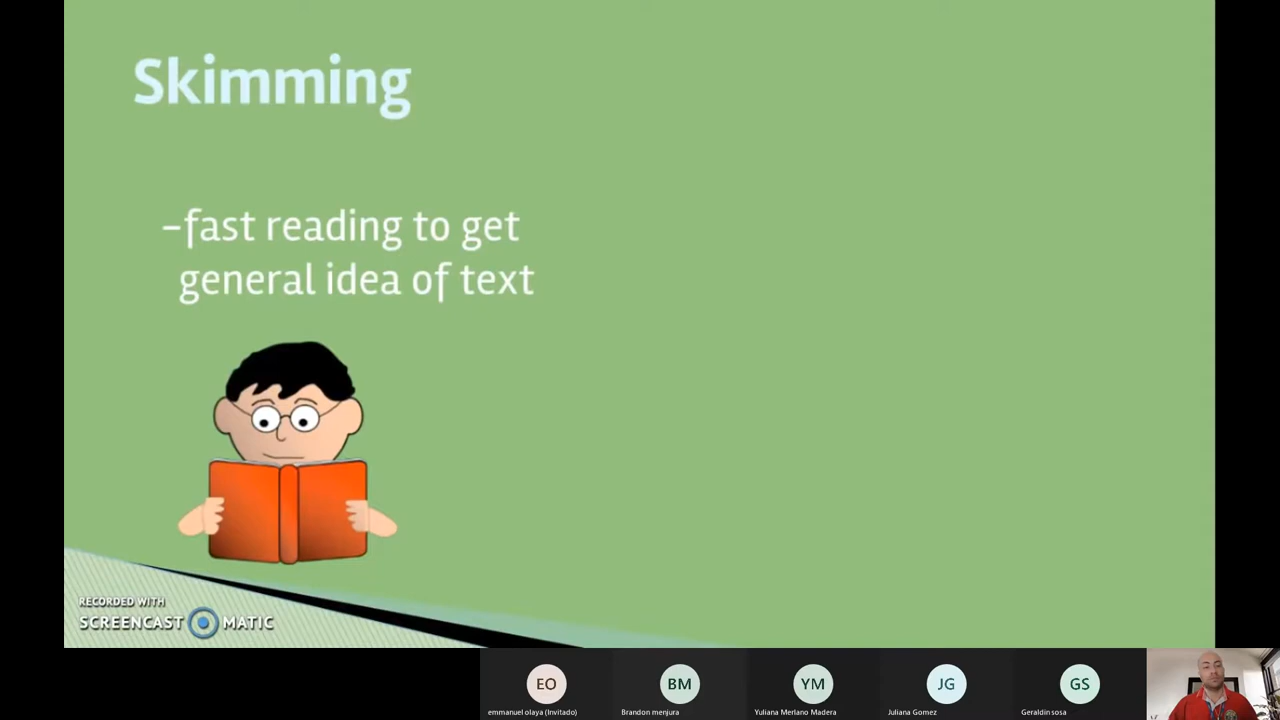 Skimming
-fast reading to get
general idea of text
RECORDED WITH
SCREENCAST MATIC
EO
BM
YM
JG
GS
emmanuel olaya (Invitado)
Brandon menjura
Yuliana Merlano Madera
Juliana Gomez
Geraldin sosa